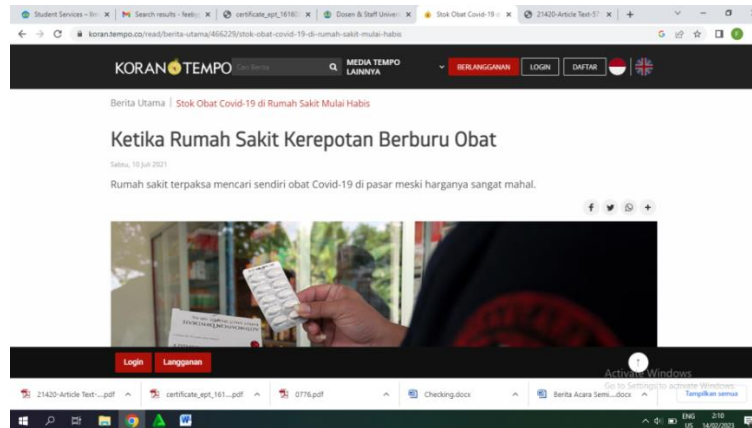 Student Services
Search results - feeby
certificate_ept_1616
Dosen & Staff Univer
Stok Obat Covid-19 d
21420-Article Text-57
koran.tempo.co/read/berita-utama/466229/stok-obat-covid-19-di-rumah-sakit-mulai-habis
KORAN TEMPO
Cari Berita
MEDIA TEMPO
LAINNYA
BERLANGGANAN
LOGIN
DAFTAR
Berita Utama | Stok Obat Covid-19 di Rumah Sakit Mulai Habis
Ketika Rumah Sakit Kerepotan Berburu Obat
Sabtu, 10 Juli 2021
Rumah sakit terpaksa mencari sendiri obat Covid-19 di pasar meski harganya sangat mahal.
Login
Langganan
Activate Windows
Go to Settings to activate Windows.
21420-Article Text-....pdf
certificate_ept_161....pdf
0776.pdf
Checking.docx
Berita Acara Semi....docx
Tampilkan semua
ENG
2:10
US
14/02/2023